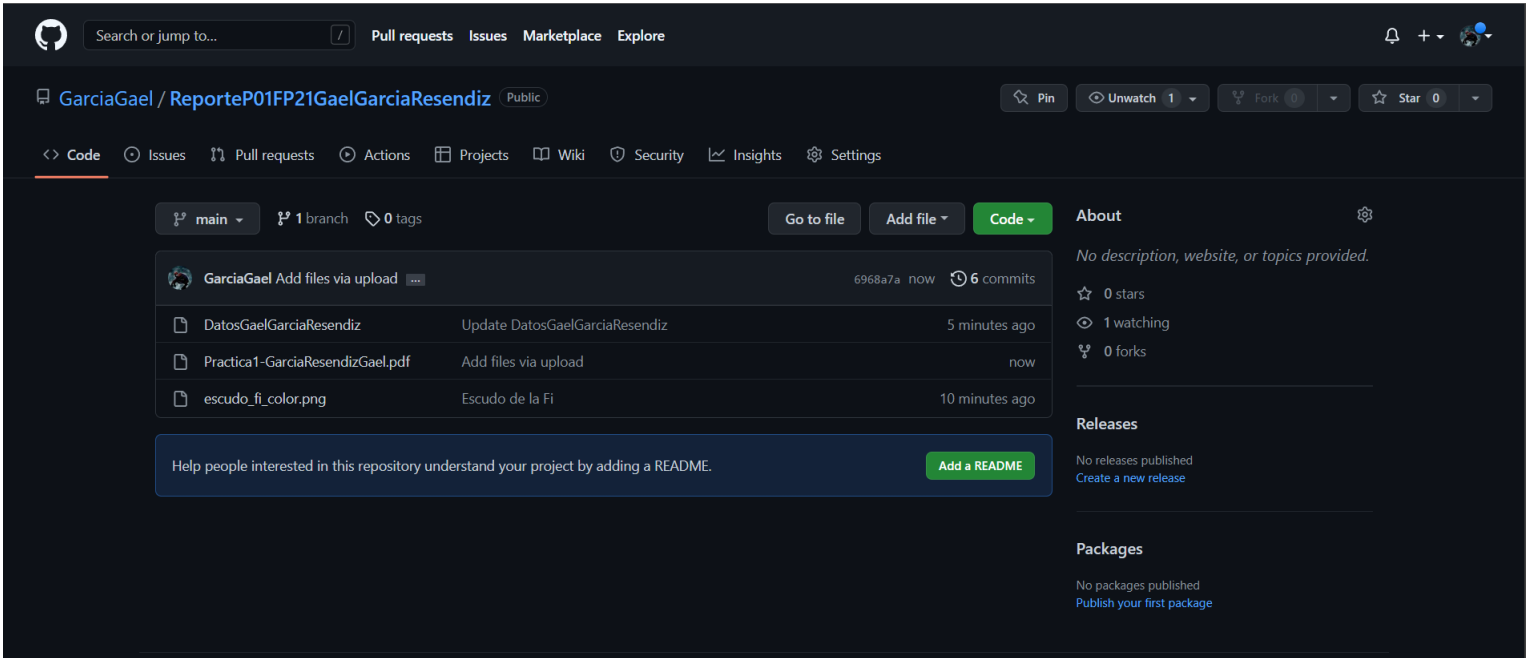 Search or jump to... / Pull requests Issues Marketplace Explore
GarciaGael / ReporteP01FP21GaelGarciaResendiz Public Pin Unwatch 1 Fork 0 Star 0
Code Issues Pull requests Actions Projects Wiki Security Insights Settings
main 1 branch 0 tags Go to file Add file Code
GarciaGael Add files via upload ... 6968a7a now 6 commits
DatosGaelGarciaResendiz Update DatosGaelGarciaResendiz 5 minutes ago
Practica1-GarciaResendizGael.pdf Add files via upload now
escudo_fi_color.png Escudo de la Fi 10 minutes ago
Help people interested in this repository understand your project by adding a README. Add a README
About
No description, website, or topics provided.
0 stars
1 watching
0 forks
Releases
No releases published
Create a new release
Packages
No packages published
Publish your first package